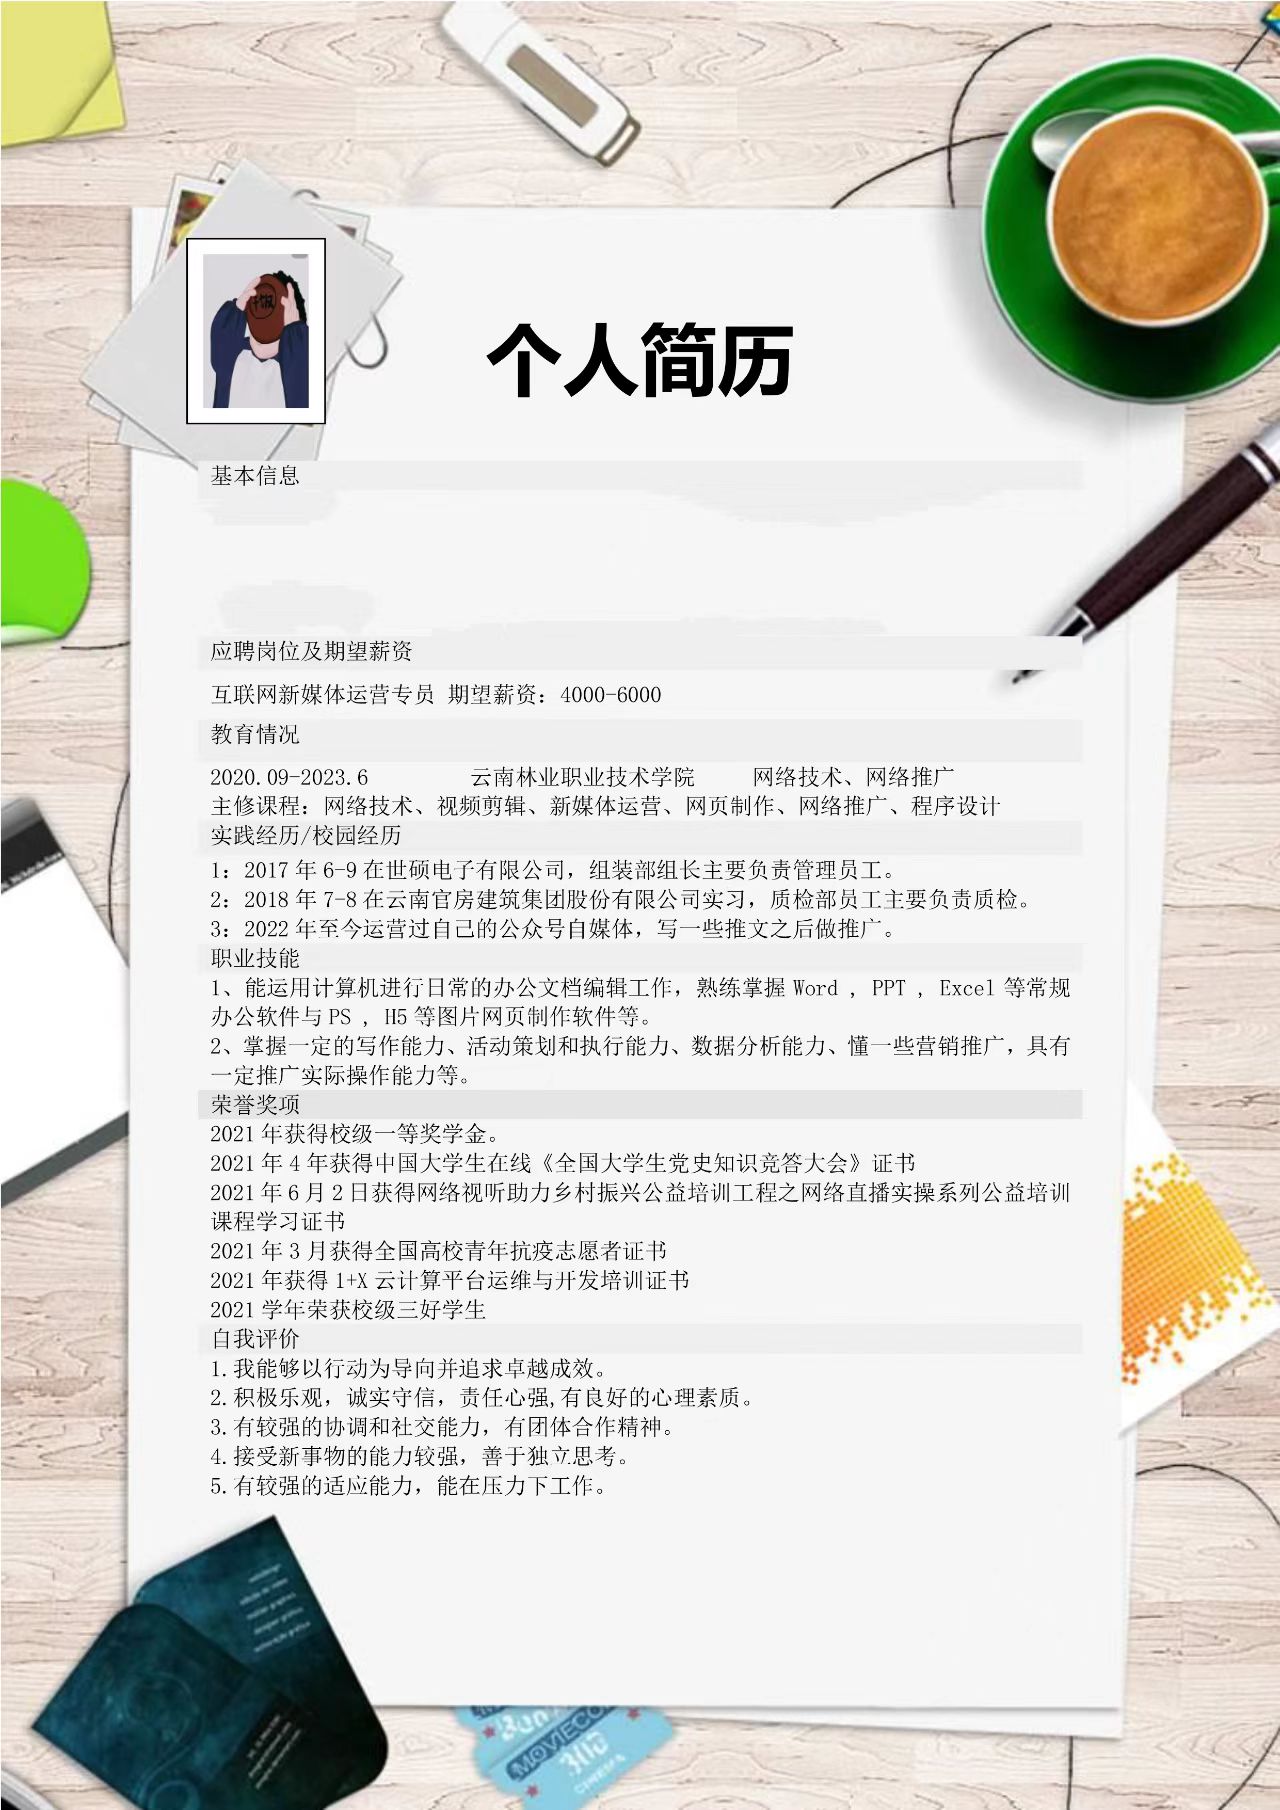 个人简历
基本信息
应聘岗位及期望薪资
互联网新媒体运营专员 期望薪资：4000-6000
教育情况
2020.09-2023.6 云南林业职业技术学院 网络技术、网络推广
主修课程：网络技术、视频剪辑、新媒体运营、网页制作、网络推广、程序设计
实践经历/校园经历
1：2017 年 6-9 在世硕电子有限公司，组装部组长主要负责管理员工。
2：2018 年 7-8 在云南官房建筑集团股份有限公司实习，质检部员工主要负责质检。
3：2022 年至今运营过自己的公众号自媒体，写一些推文之后做推广。
职业技能
1、能运用计算机进行日常的办公文档编辑工作，熟练掌握 Word , PPT , Excel 等常规
办公软件与 PS , H5 等图片网页制作软件等。
2、掌握一定的写作能力、活动策划和执行能力、数据分析能力、懂一些营销推广，具有
一定推广实际操作能力等。
荣誉奖项
2021 年获得校级一等奖学金。
2021 年 4 年获得中国大学生在线《全国大学生党史知识竞答大会》证书
2021 年 6 月 2 日获得网络视听助力乡村振兴公益培训工程之网络直播实操系列公益培训
课程学习证书
2021 年 3 月获得全国高校青年抗疫志愿者证书
2021 年获得 1+X 云计算平台运维与开发培训证书
2021 学年荣获校级三好学生
自我评价
1.我能够以行动为导向并追求卓越成效。
2.积极乐观，诚实守信，责任心强,有良好的心理素质。
3.有较强的协调和社交能力，有团体合作精神。
4.接受新事物的能力较强，善于独立思考。
5.有较强的适应能力，能在压力下工作。
MOVIECO
CINEMA